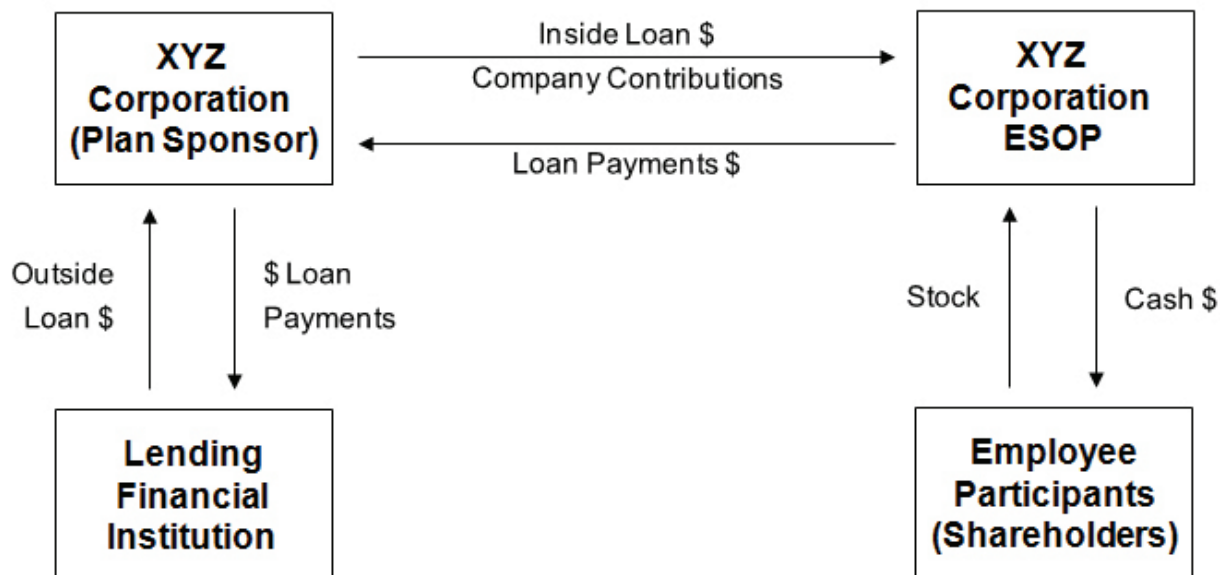 XYZ
Corporation
(Plan Sponsor)
Inside Loan $
Company Contributions
Loan Payments $
XYZ
Corporation
ESOP
Outside
Loan $
$ Loan
Payments
Stock
Cash $
Lending
Financial
Institution
Employee
Participants
(Shareholders)